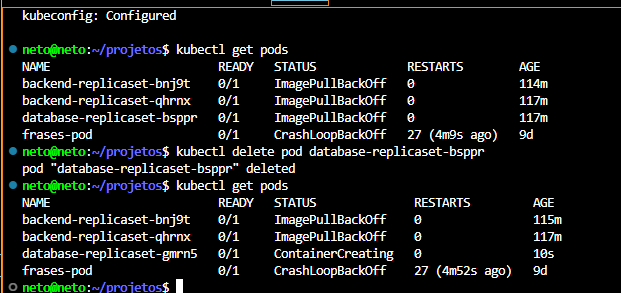 kubeconfig: Configured
neto@neto:~/projetos$ kubectl get pods
NAME READY STATUS RESTARTS AGE
backend-replicaset-bnj9t 0/1 ImagePullBackOff 0 114m
backend-replicaset-qhrnx 0/1 ImagePullBackOff 0 117m
database-replicaset-bsppr 0/1 ImagePullBackOff 0 117m
frases-pod 0/1 CrashLoopBackOff 27 (4m9s ago) 9d
neto@neto:~/projetos$ kubectl delete pod database-replicaset-bsppr
pod "database-replicaset-bsppr" deleted
neto@neto:~/projetos$ kubectl get pods
NAME READY STATUS RESTARTS AGE
backend-replicaset-bnj9t 0/1 ImagePullBackOff 0 115m
backend-replicaset-qhrnx 0/1 ImagePullBackOff 0 117m
database-replicaset-gmrn5 0/1 ContainerCreating 0 10s
frases-pod 0/1 CrashLoopBackOff 27 (4m52s ago) 9d
neto@neto:~/projetos$